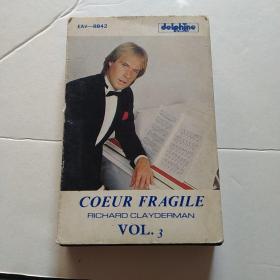 EAV—8842
delphine
COEUR FRAGILE
RICHARD CLAYDERMAN
VOL. 3